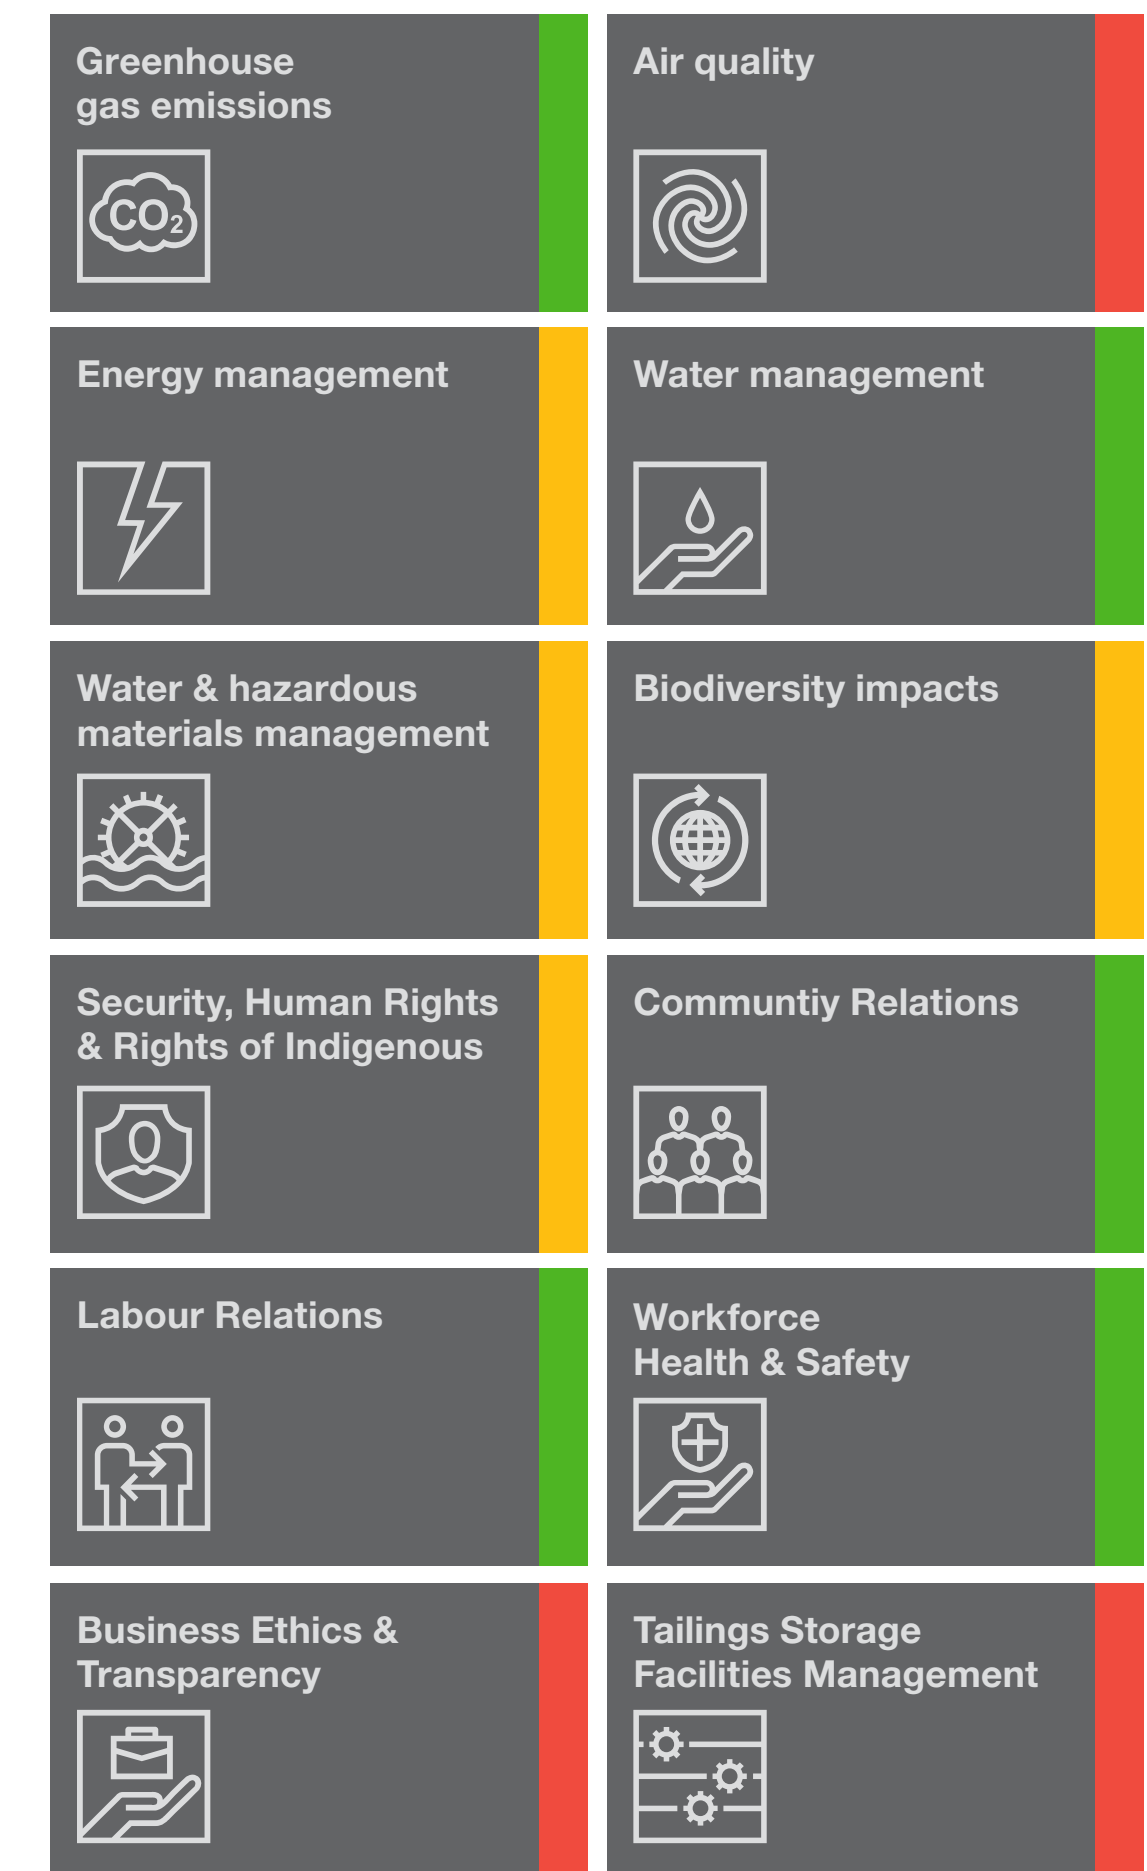 Greenhouse
gas emissions
CO₂
Air quality
Energy management
Water management
Water & hazardous
materials management
Biodiversity impacts
Security, Human Rights
& Rights of Indigenous
Communtiy Relations
Labour Relations
Workforce
Health & Safety
Business Ethics &
Transparency
Tailings Storage
Facilities Management